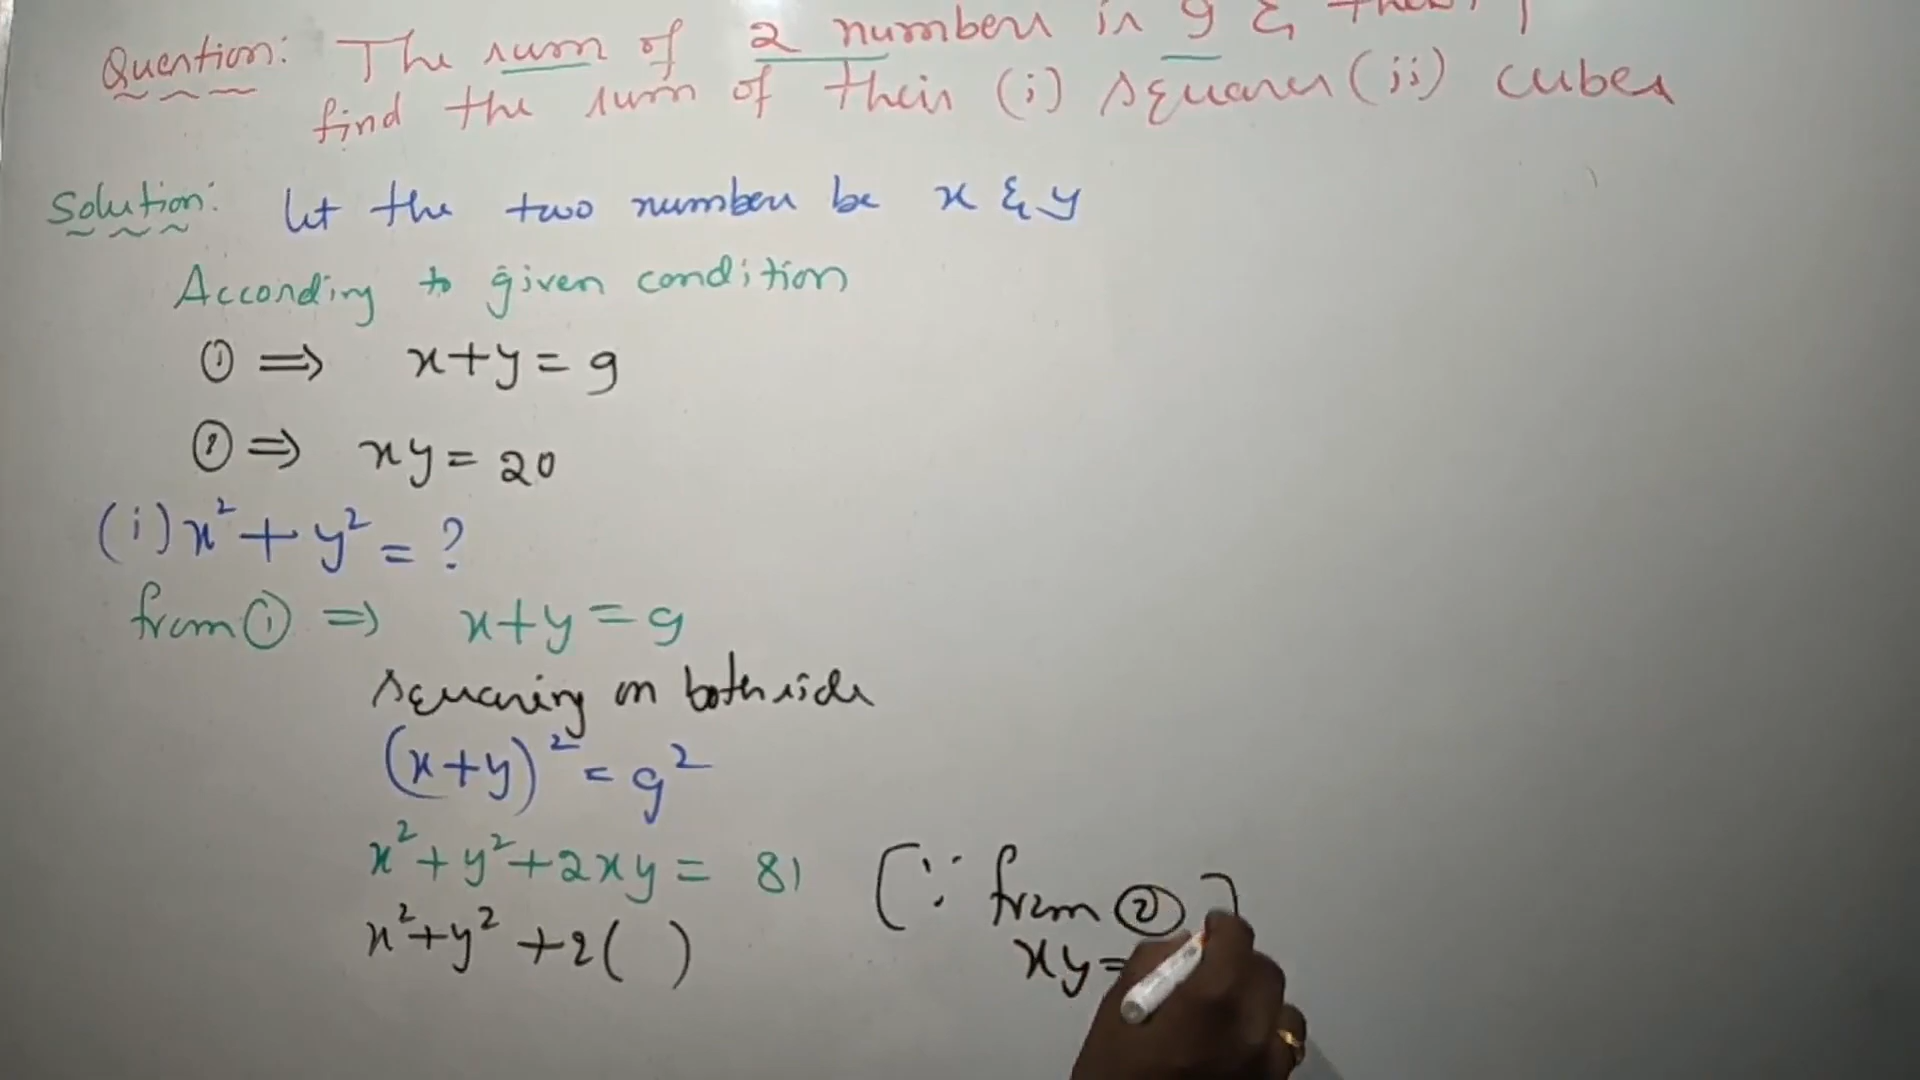 Question: The sum of 2 numbers is 9 &
find the sum of their (i) squares (ii) cubes
Solution: let the two numbers be x & y
According to given condition
① ⇒ x+y=9
② ⇒ xy=20
(i) x²+y²=?
from ① ⇒ x+y=9
squaring on both side
(x+y)²=9²
x²+y²+2xy=81 [∵ from ②]
x²+y²+2( ) xy=